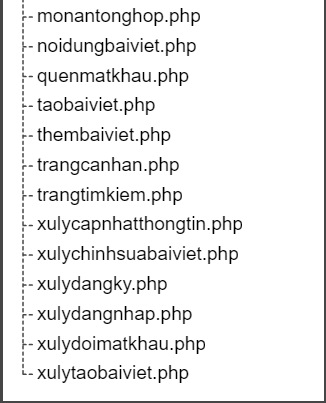 monantonghop.php
noidungbaiviet.php
quenmatkhau.php
taobaiviet.php
thembaiviet.php
trangcanhan.php
trangtimkiem.php
xulycapnhatthongtin.php
xulychinhsuabaiviet.php
xulydangky.php
xulydangnhap.php
xulydoimatkhau.php
xulytaobaiviet.php